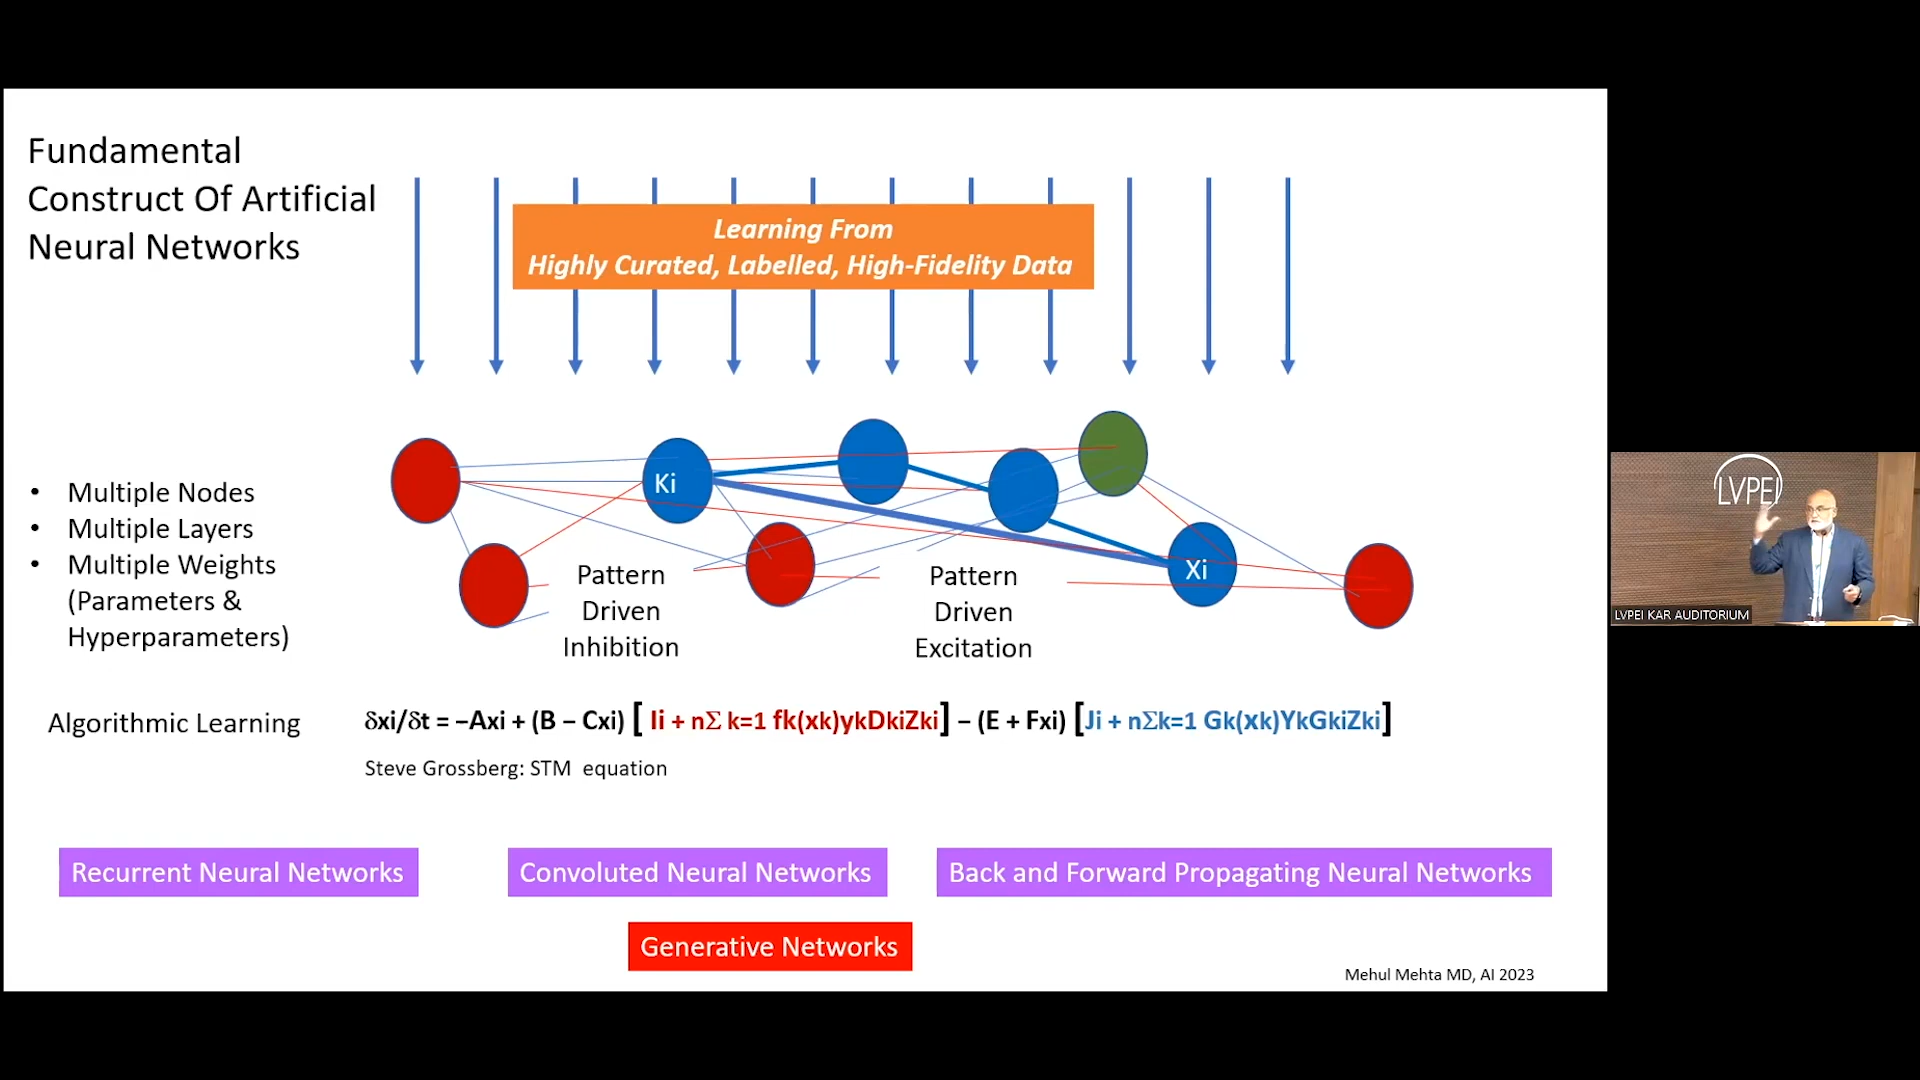 Fundamental
Construct Of Artificial
Neural Networks
Learning From
Highly Curated, Labelled, High-Fidelity Data
Ki
Xi
• Multiple Nodes
• Multiple Layers
• Multiple Weights
(Parameters &
Hyperparameters)
Pattern
Driven
Inhibition
Pattern
Driven
Excitation
Algorithmic Learning
δxi/δt = −Axi + (B − Cxi) [ Ii + nΣ k=1 fk(xk)ykDkiZki] − (E + Fxi) [Ji + nΣk=1 Gk(xk)YkGkiZki]
Steve Grossberg: STM equation
Recurrent Neural Networks
Convoluted Neural Networks
Back and Forward Propagating Neural Networks
Generative Networks
Mehul Mehta MD, AI 2023
LVPEI
LVPEI KAR AUDITORIUM